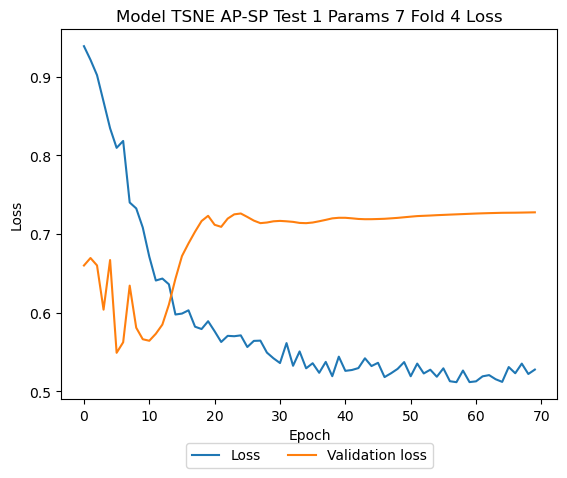 Model TSNE AP-SP Test 1 Params 7 Fold 4 Loss
0.9
0.8
0.7
0.6
0.5
Loss
0 10 20 30 40 50 60 70
Epoch
Loss Validation loss